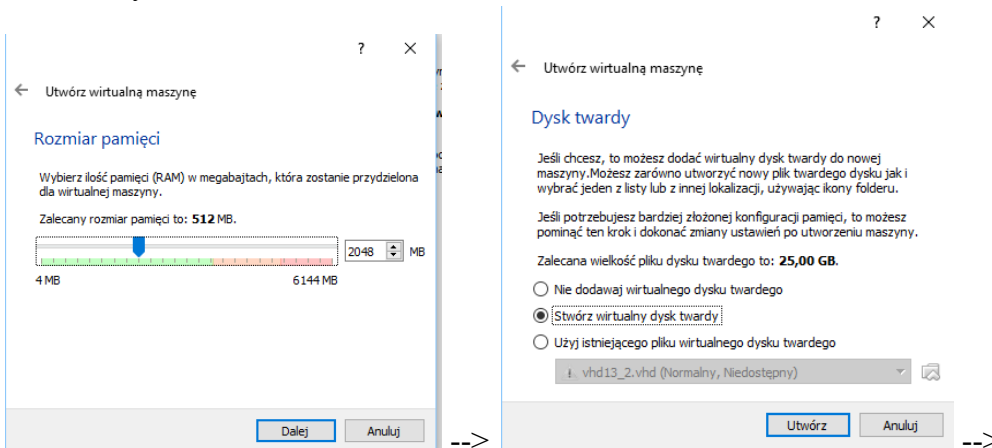 ? ×
← Utwórz wirtualną maszynę
Rozmiar pamięci
Wybierz ilość pamięci (RAM) w megabajtach, która zostanie przydzielona
dla wirtualnej maszyny.
Zalecany rozmiar pamięci to: 512 MB.
2048 MB
4 MB 6144 MB
Dalej Anuluj
-->
? ×
← Utwórz wirtualną maszynę
Dysk twardy
Jeśli chcesz, to możesz dodać wirtualny dysk twardy do nowej
maszyny.Możesz zarówno utworzyć nowy plik twardego dysku jak i
wybrać jeden z listy lub z innej lokalizacji, używając ikony folderu.
Jeśli potrzebujesz bardziej złożonej konfiguracji pamięci, to możesz
pominąć ten krok i dokonać zmiany ustawień po utworzeniu maszyny.
Zalecana wielkość pliku dysku twardego to: 25,00 GB.
Nie dodawaj wirtualnego dysku twardego
Stwórz wirtualny dysk twardy
Użyj istniejącego pliku wirtualnego dysku twardego
vhd13_2.vhd (Normalny, Niedostępny)
Utwórz Anuluj
-->